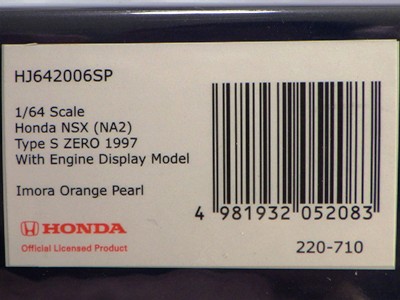 HJ642006SP
1/64 Scale
Honda NSX (NA2)
Type S ZERO 1997
With Engine Display Model
Imora Orange Pearl
4 981932 052083
HONDA
Official Licensed Product
220-710